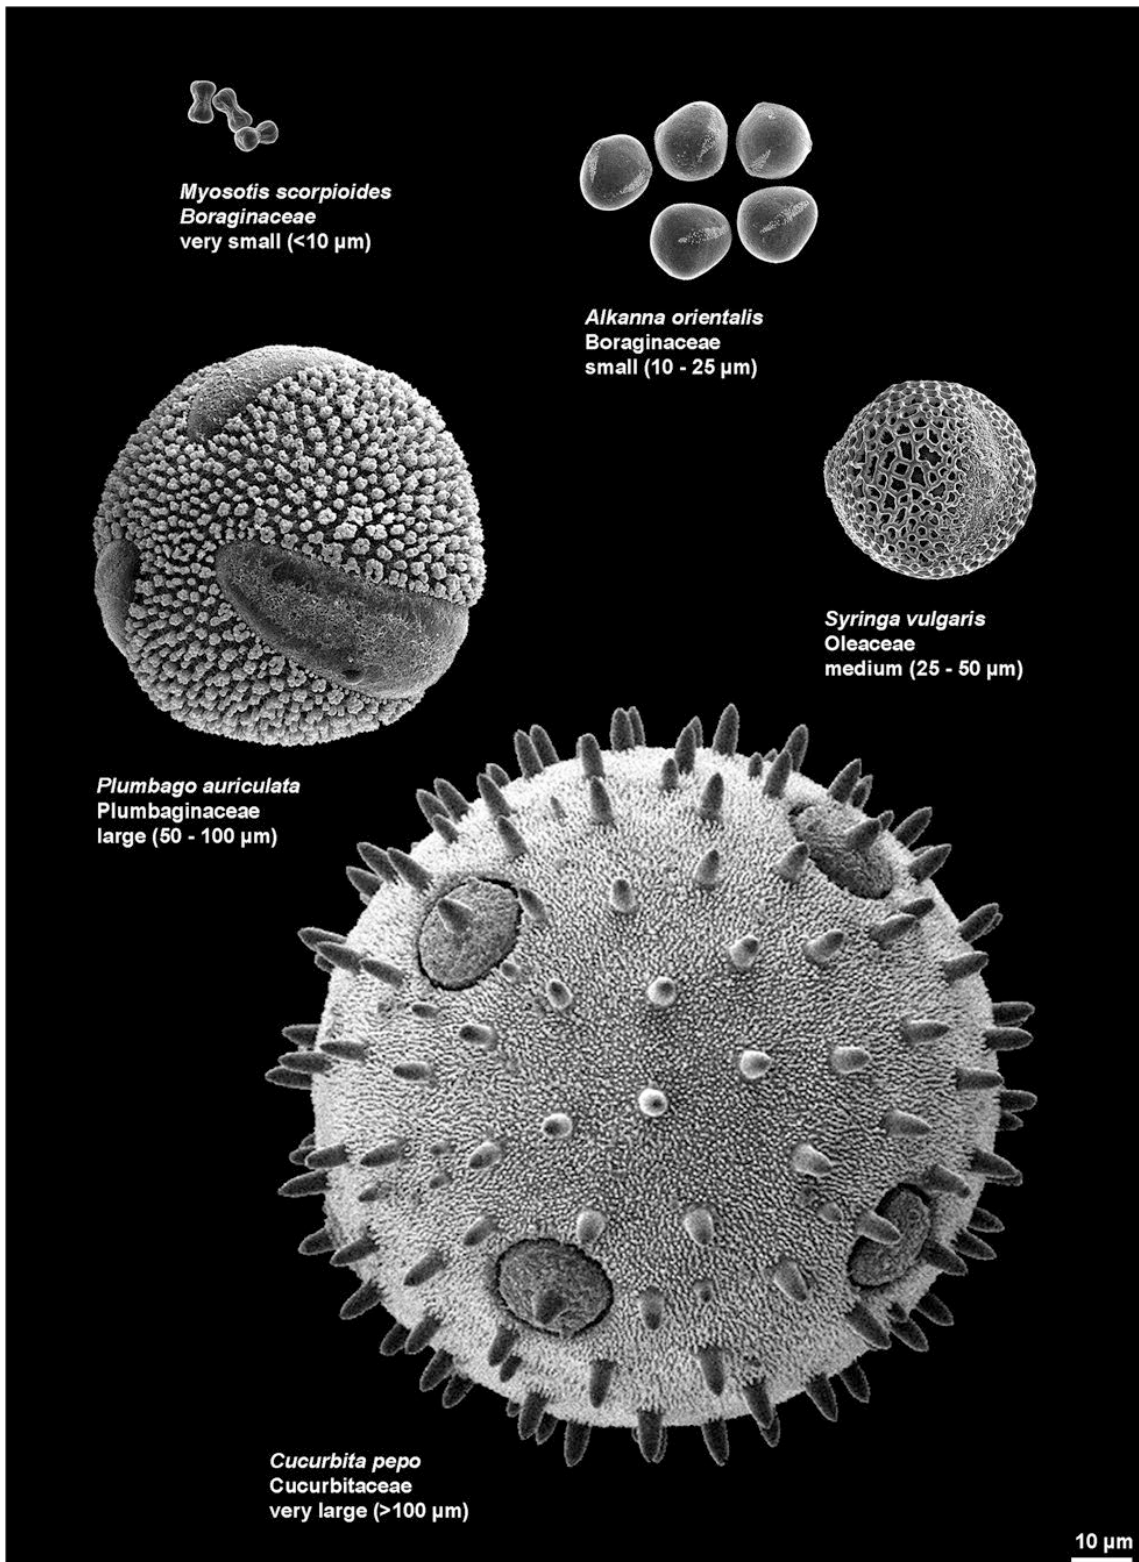 Myosotis scorpioides
Boraginaceae
very small (<10 µm)
Alkanna orientalis
Boraginaceae
small (10 - 25 µm)
Syringa vulgaris
Oleaceae
medium (25 - 50 µm)
Plumbago auriculata
Plumbaginaceae
large (50 - 100 µm)
Cucurbita pepo
Cucurbitaceae
very large (>100 µm)
10 µm